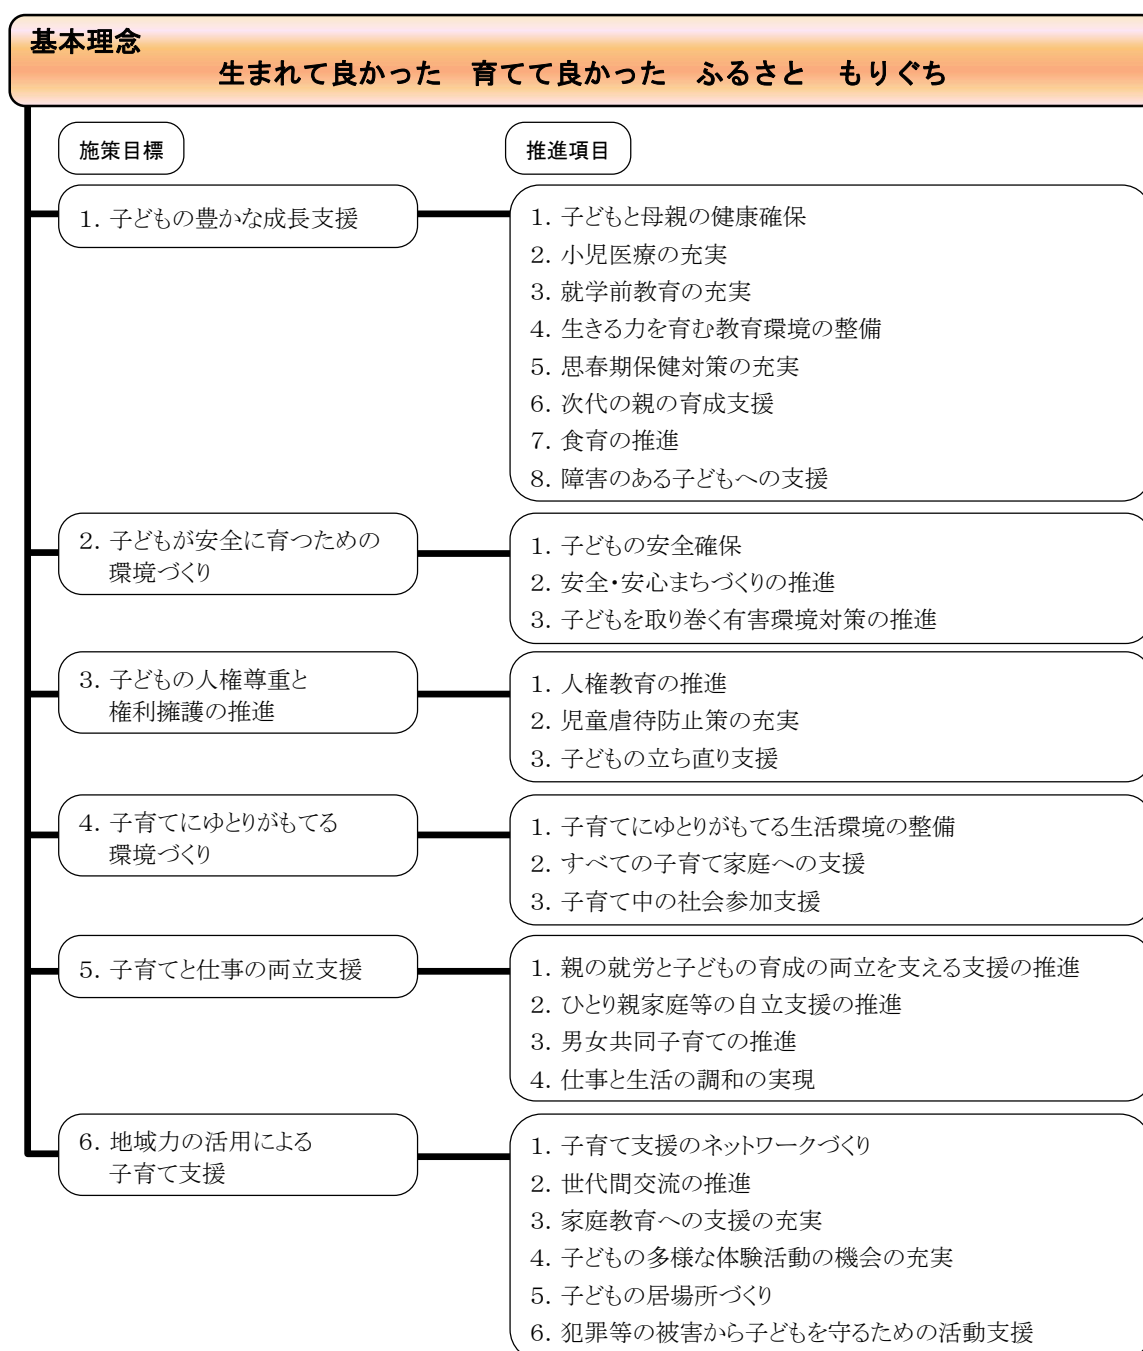 基本理念
生まれて良かった　育てて良かった　ふるさと　もりぐち
施策目標
推進項目
1. 子どもの豊かな成長支援
1. 子どもと母親の健康確保
2. 小児医療の充実
3. 就学前教育の充実
4. 生きる力を育む教育環境の整備
5. 思春期保健対策の充実
6. 次代の親の育成支援
7. 食育の推進
8. 障害のある子どもへの支援
2. 子どもが安全に育つための
環境づくり
1. 子どもの安全確保
2. 安全・安心まちづくりの推進
3. 子どもを取り巻く有害環境対策の推進
3. 子どもの人権尊重と
権利擁護の推進
1. 人権教育の推進
2. 児童虐待防止策の充実
3. 子どもの立ち直り支援
4. 子育てにゆとりがもてる
環境づくり
1. 子育てにゆとりがもてる生活環境の整備
2. すべての子育て家庭への支援
3. 子育て中の社会参加支援
5. 子育てと仕事の両立支援
1. 親の就労と子どもの育成の両立を支える支援の推進
2. ひとり親家庭等の自立支援の推進
3. 男女共同子育ての推進
4. 仕事と生活の調和の実現
6. 地域力の活用による
子育て支援
1. 子育て支援のネットワークづくり
2. 世代間交流の推進
3. 家庭教育への支援の充実
4. 子どもの多様な体験活動の機会の充実
5. 子どもの居場所づくり
6. 犯罪等の被害から子どもを守るための活動支援